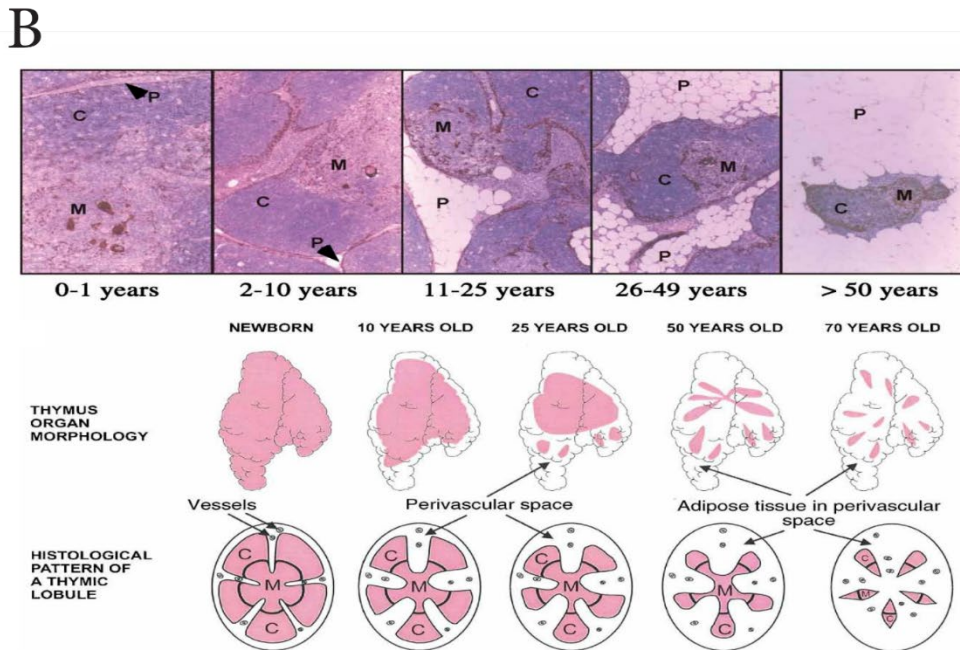 B
P
C
M
M
C
P
M
C
P
P
M
C
P
P
C
M
0-1 years
2-10 years
11-25 years
26-49 years
> 50 years
NEWBORN
10 YEARS OLD
25 YEARS OLD
50 YEARS OLD
70 YEARS OLD
THYMUS
ORGAN
MORPHOLOGY
Vessels
Perivascular space
Adipose tissue in perivascular
space
HISTOLOGICAL
PATTERN OF
A THYMIC
LOBULE
C
M
C
C
M
C
C
M
C
C
M
C
C
M
C